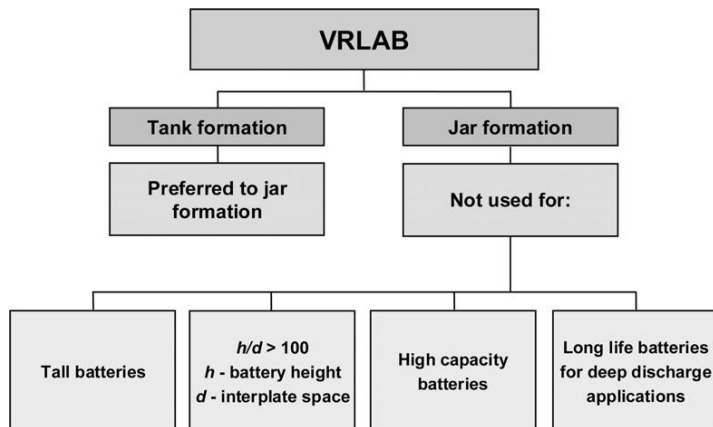 VRLAB
Tank formation
Jar formation
Preferred to jar
formation
Not used for:
Tall batteries
h/d > 100
h - battery height
d - interplate space
High capacity
batteries
Long life batteries
for deep discharge
applications